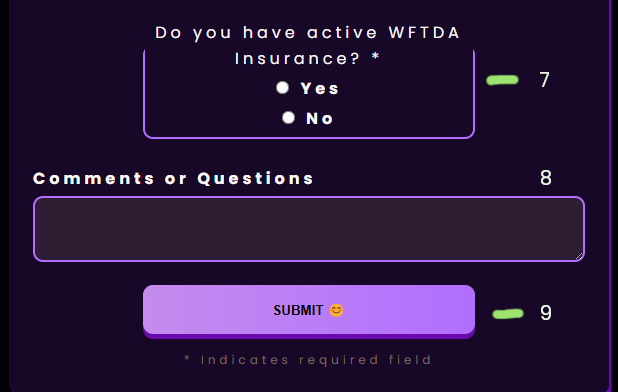 Do you have active WFTDA
Insurance? *
Yes
7
No
Comments or Questions
8
SUBMIT 😊
9
* Indicates required field